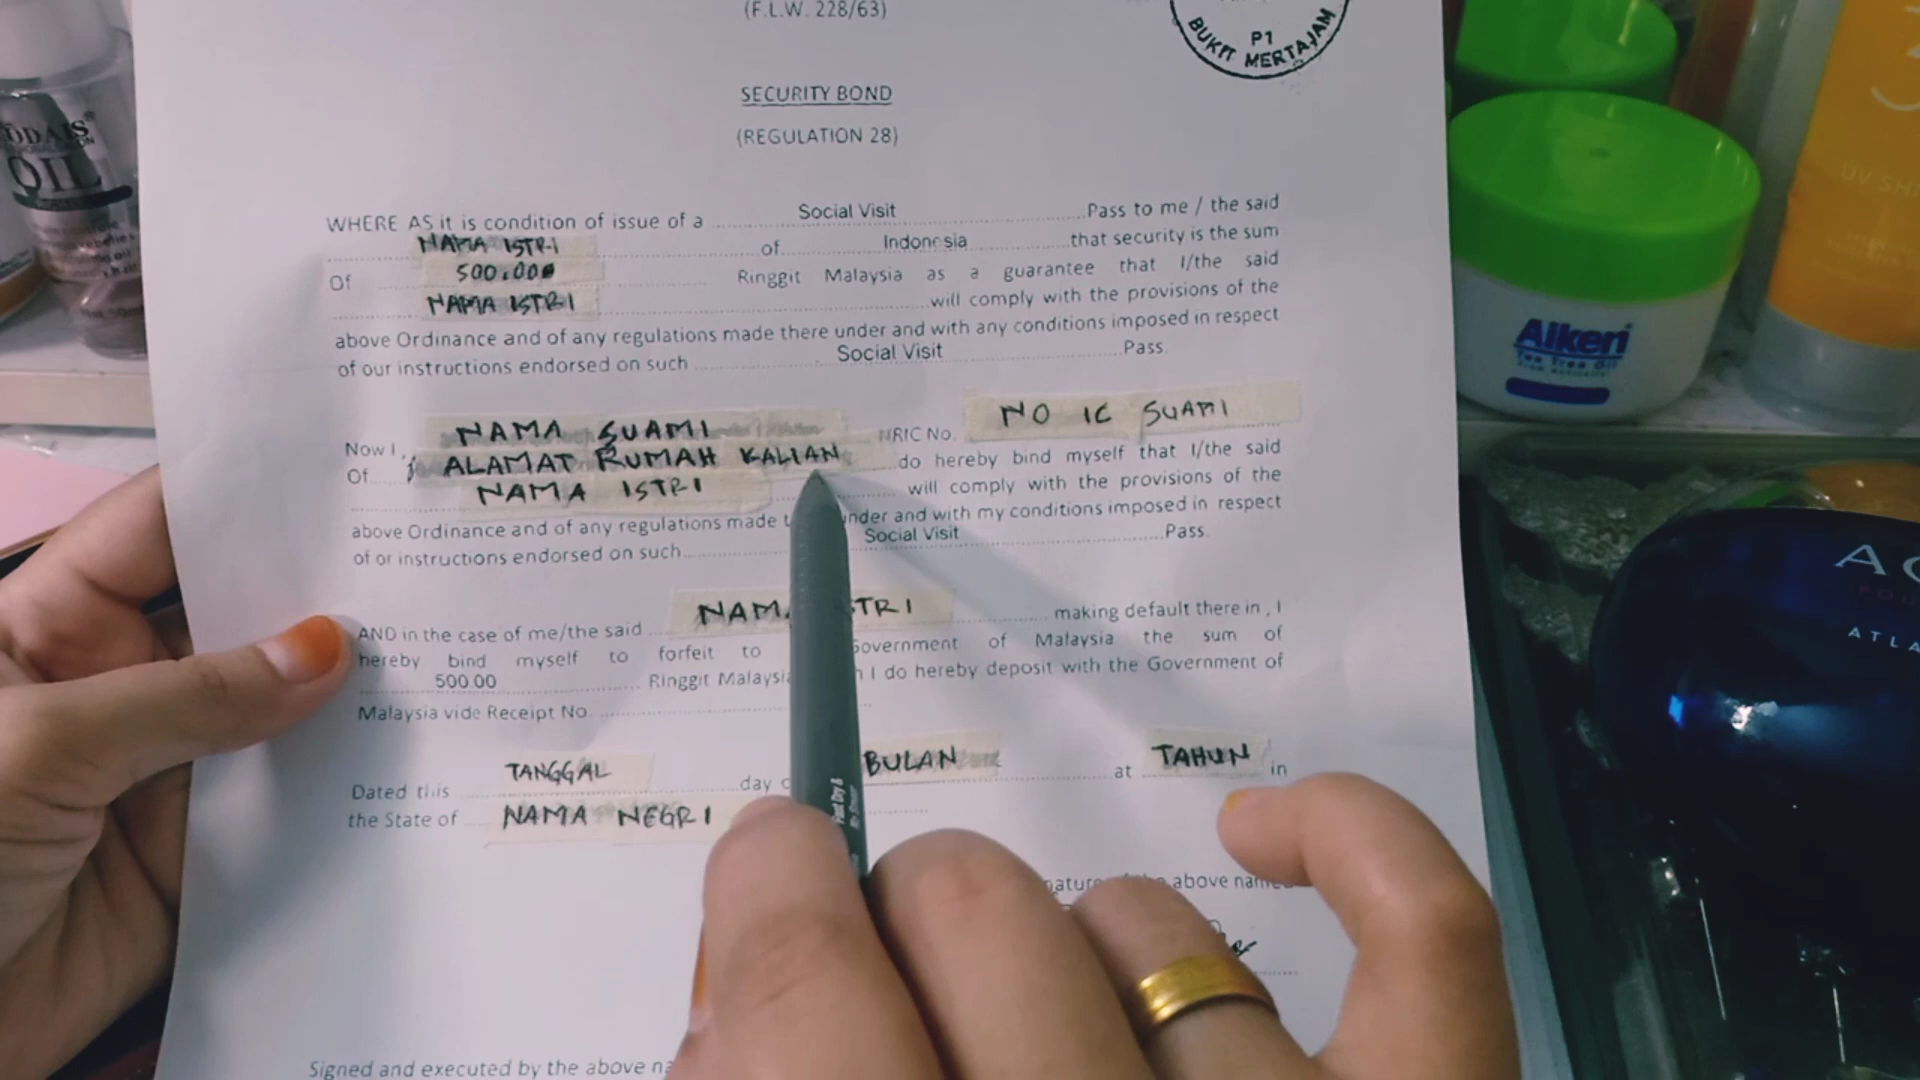 (F.L.W. 228/63)
P1
BUKIT MERTAJAM
SECURITY BOND
(REGULATION 28)
WHERE AS it is condition of issue of a Social Visit Pass to me / the said
NAMA ISTRI of Indonesia that security is the sum
Of 500.00 Ringgit Malaysia as a guarantee that I/the said
NAMA ISTRI will comply with the provisions of the
above Ordinance and of any regulations made there under and with any conditions imposed in respect
of our instructions endorsed on such Social Visit Pass.
Now I, NAMA SUAMI NRIC No. NO IC SUAMI
Of ALAMAT RUMAH KALIAN do hereby bind myself that I/the said
NAMA ISTRI will comply with the provisions of the
above Ordinance and of any regulations made under and with my conditions imposed in respect
of or instructions endorsed on such Social Visit Pass.
AND in the case of me/the said NAMA ISTRI making default there in , I
hereby bind myself to forfeit to Government of Malaysia the sum of
500.00 Ringgit Malaysia I do hereby deposit with the Government of
Malaysia vide Receipt No.
Dated this TANGGAL day BULAN at TAHUN in
the State of NAMA NEGRI
above named
Signed and executed by the above
OIL
Aiken
Tea Tree Oil
UV